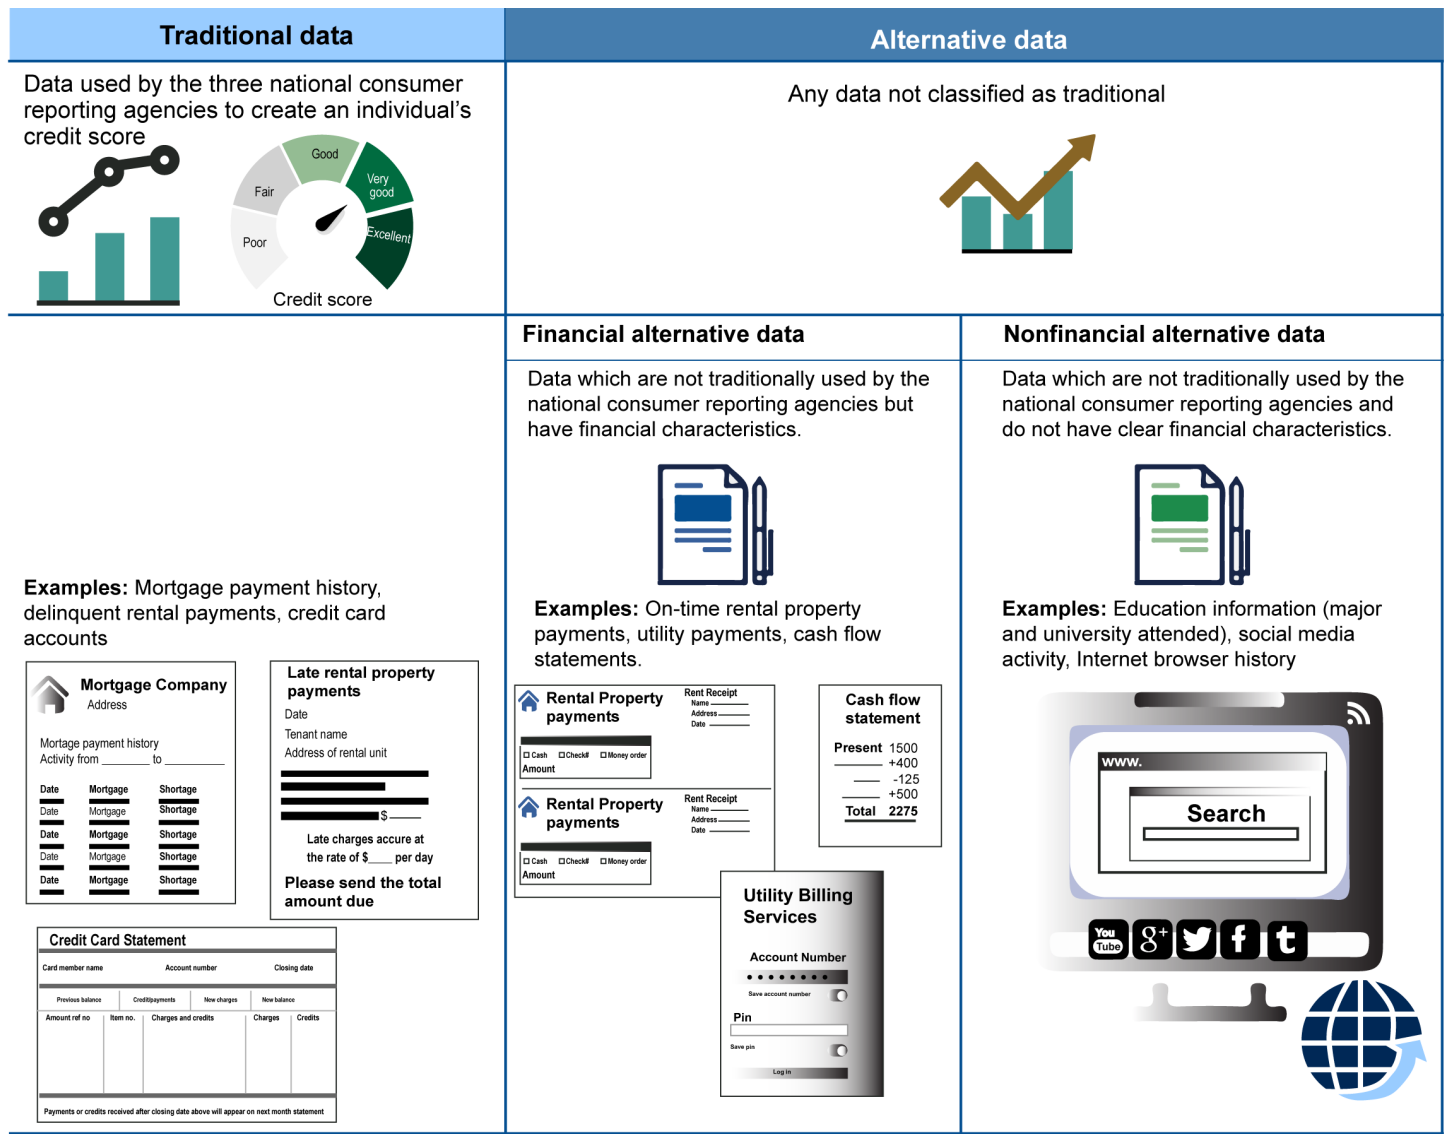 Traditional data
Alternative data
Data used by the three national consumer
reporting agencies to create an individual's
credit score
Poor
Fair
Good
Very
good
Excellent
Credit score
Any data not classified as traditional
Financial alternative data
Data which are not traditionally used by the
national consumer reporting agencies but
have financial characteristics.
Nonfinancial alternative data
Data which are not traditionally used by the
national consumer reporting agencies and
do not have clear financial characteristics.
Examples: Mortgage payment history,
delinquent rental payments, credit card
accounts
Mortgage Company
Address
Mortage payment history
Activity from ________ to __________
Date Mortgage Shortage
Date Mortgage Shortage
Date Mortgage Shortage
Date Mortgage Shortage
Date Mortgage Shortage
Late rental property
payments
Date
Tenant name
Address of rental unit
$
Late charges accure at
the rate of $____ per day
Please send the total
amount due
Credit Card Statement
Card member name Account number Closing date
Previous balance Credit/payments New charges New balance
Amount ref no Item no. Charges and credits Charges Credits
Payments or credits received after closing date above will appear on next month statement
Examples: On-time rental property
payments, utility payments, cash flow
statements.
Rental Property
payments
Rent Receipt
Name
Address
Date
Cash Check# Money order
Amount
Rental Property
payments
Rent Receipt
Name
Address
Date
Cash Check# Money order
Amount
Cash flow
statement
Present 1500
+400
-125
+500
Total 2275
Utility Billing
Services
Account Number
Save account number
Pin
Save pin
Log in
Examples: Education information (major
and university attended), social media
activity, Internet browser history
www.
Search
You
Tube
g+
f
t